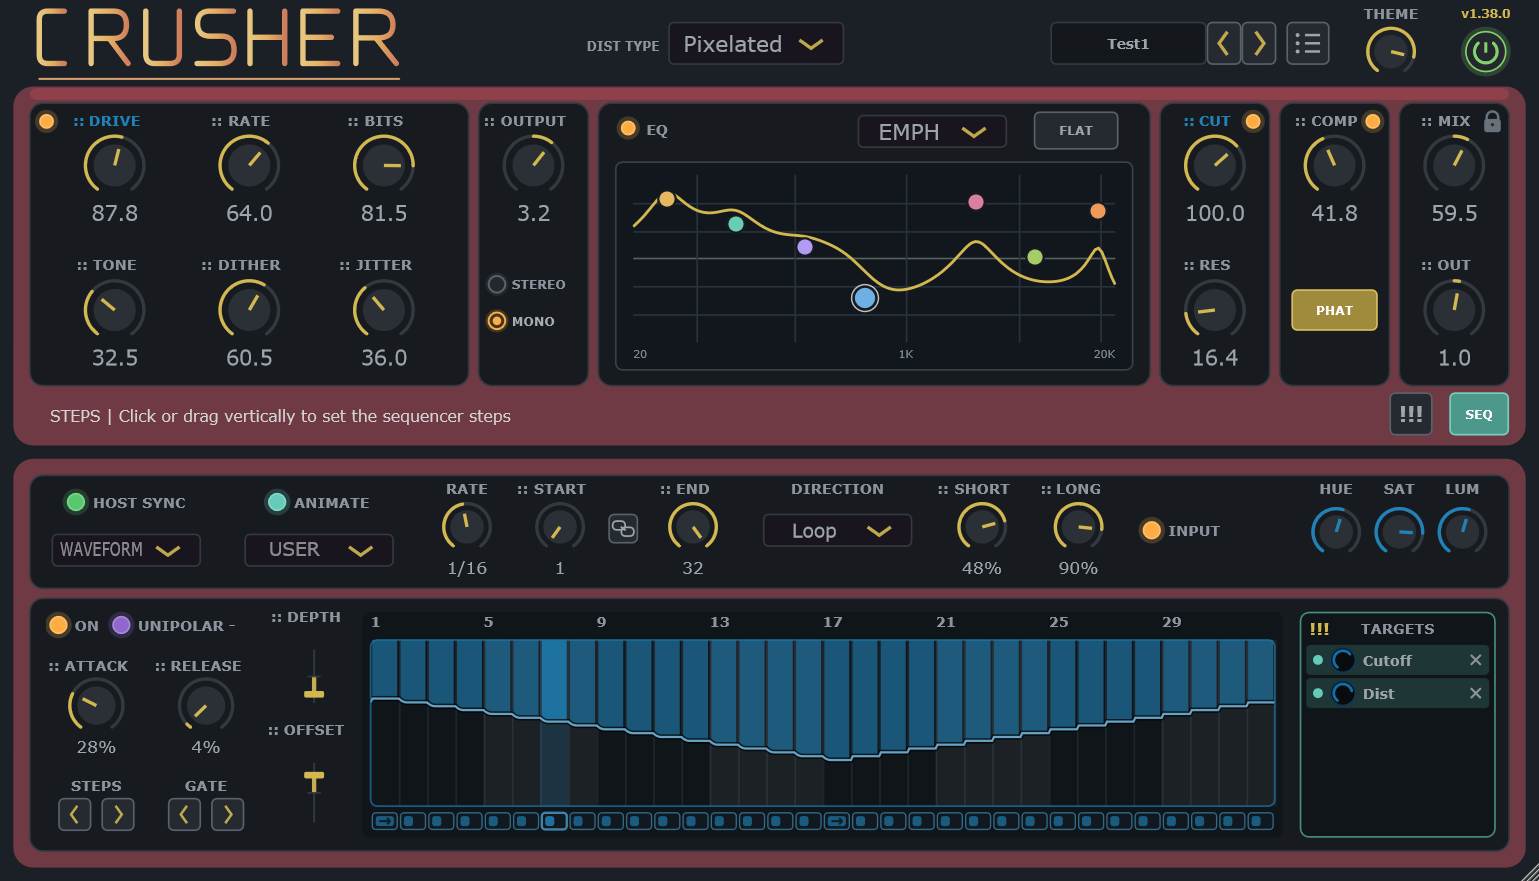 CRUSHER
DIST TYPE
Pixelated
Test1
THEME
v1.38.0
:: DRIVE
:: RATE
:: BITS
:: OUTPUT
EQ
EMPH
FLAT
:: CUT
:: COMP
:: MIX
87.8
64.0
81.5
3.2
100.0
41.8
59.5
:: TONE
:: DITHER
:: JITTER
STEREO
MONO
:: RES
PHAT
:: OUT
32.5
60.5
36.0
20
1K
20K
16.4
1.0
STEPS | Click or drag vertically to set the sequencer steps
!!!
SEQ
HOST SYNC
ANIMATE
RATE
:: START
:: END
DIRECTION
:: SHORT
:: LONG
INPUT
HUE
SAT
LUM
WAVEFORM
USER
Loop
1/16
1
32
48%
90%
ON
UNIPOLAR -
:: DEPTH
1
5
9
13
17
21
25
29
!!!
TARGETS
:: ATTACK
:: RELEASE
Cutoff
Dist
28%
4%
:: OFFSET
STEPS
GATE